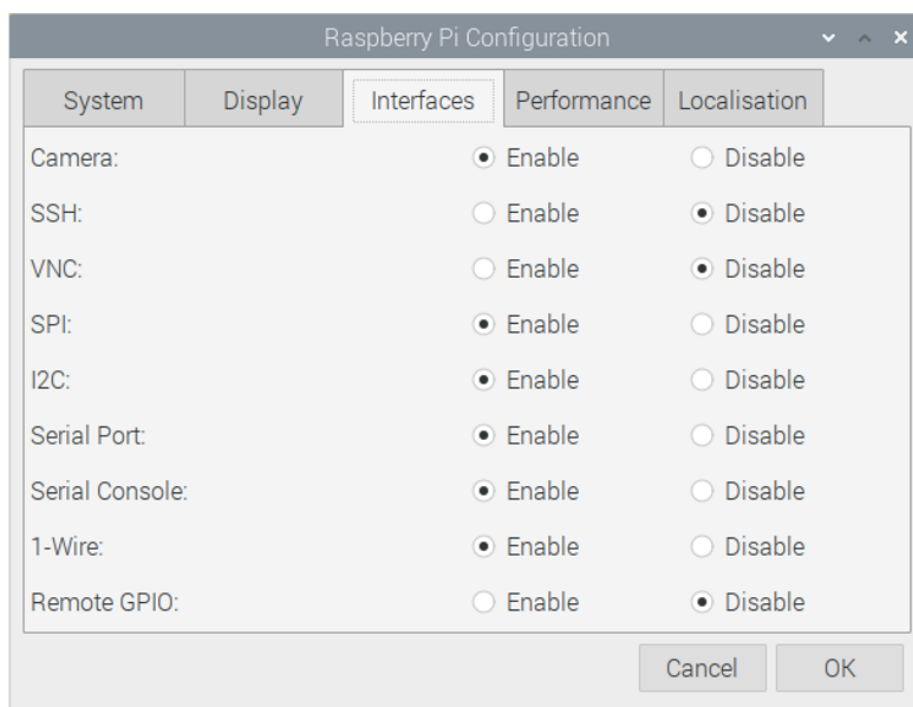 Raspberry Pi Configuration
System Display Interfaces Performance Localisation
Camera: Enable Disable
SSH: Enable Disable
VNC: Enable Disable
SPI: Enable Disable
I2C: Enable Disable
Serial Port: Enable Disable
Serial Console: Enable Disable
1-Wire: Enable Disable
Remote GPIO: Enable Disable
Cancel OK